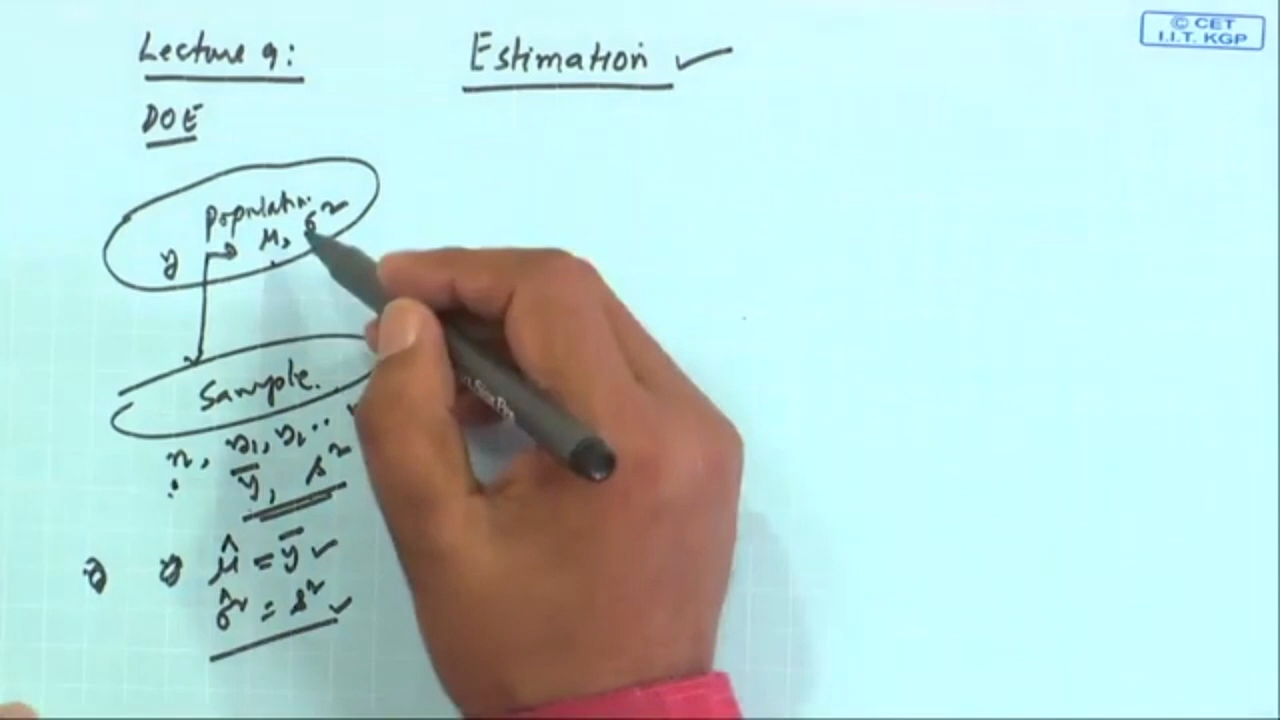 Lecture 9:
Estimation ✓
© CET
I.I.T. KGP
DOE
Population
y μ, σ²
Sample.
n, y₁, y₂..
ȳ, s²
μ̂ = ȳ ✓
σ̂² = s² ✓